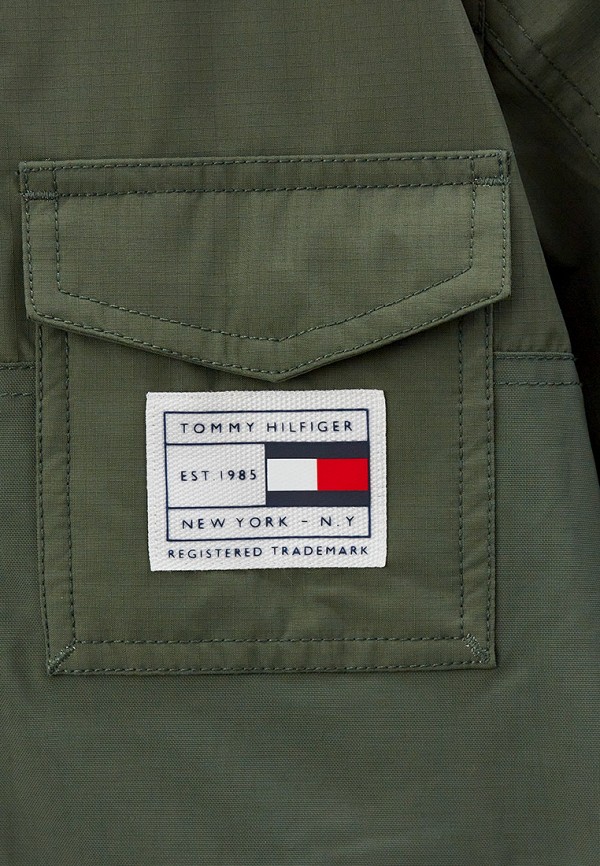 TOMMY HILFIGER
EST 1985
NEW YORK - N.Y
REGISTERED TRADEMARK